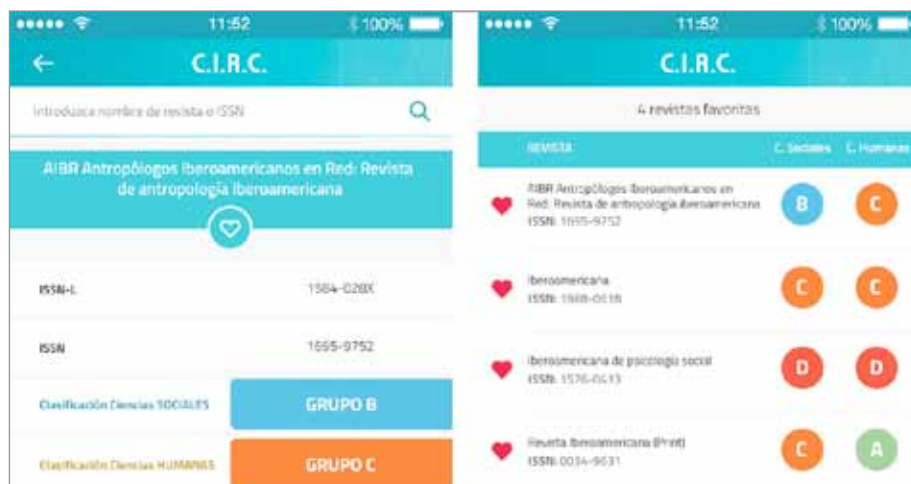 11:52
100%
C.I.R.C.
Introduzca nombre de revista o ISSN
AIBR Antropólogos Iberoamericanos en Red: Revista
de antropología iberoamericana
ISSN-L
ISSN 1695-9752
Clasificación Ciencias SOCIALES GRUPO B
Clasificación Ciencias HUMANAS GRUPO C
11:52
100%
C.I.R.C.
4 revistas favoritas
REVISTA C. Sociales C. Humanas
AIBR Antropólogos Iberoamericanos en
Red: Revista de antropología iberoamericana
ISSN: 1695-9752
B C
Iberoamericana
ISSN:
C C
Iberoamericana de psicología social
ISSN:
D D
Revista Iberoamericana (Print)
ISSN: 0034-9631
C A